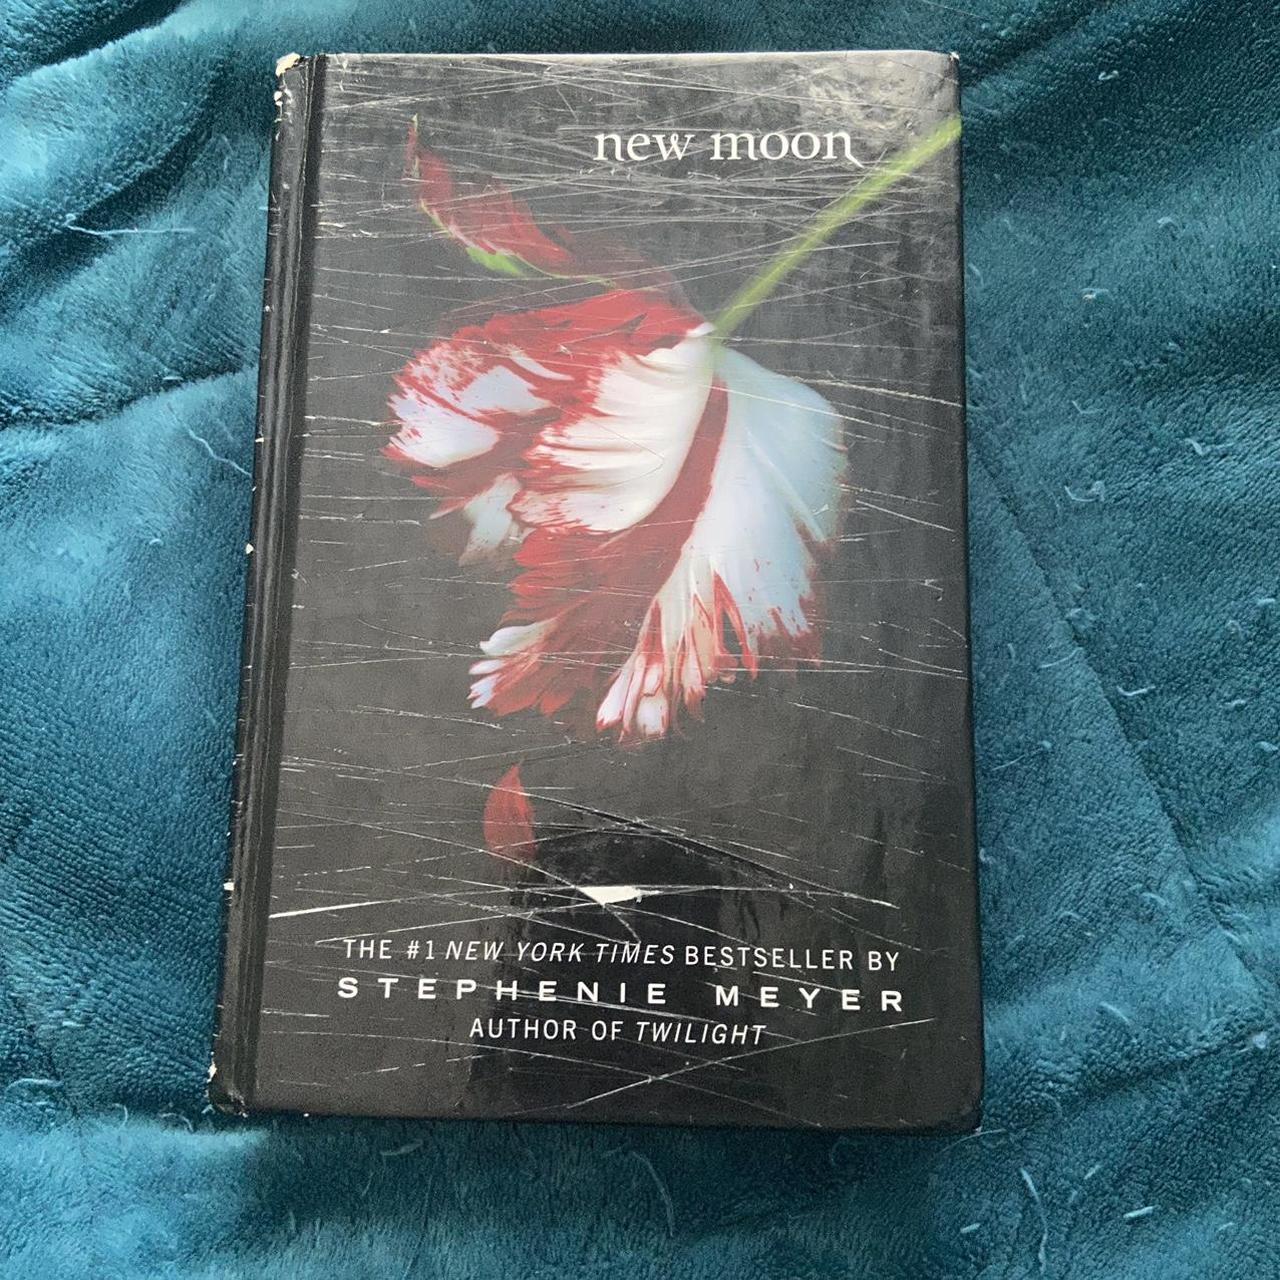 new moon
THE #1 NEW YORK TIMES BESTSELLER BY
STEPHENIE MEYER
AUTHOR OF TWILIGHT